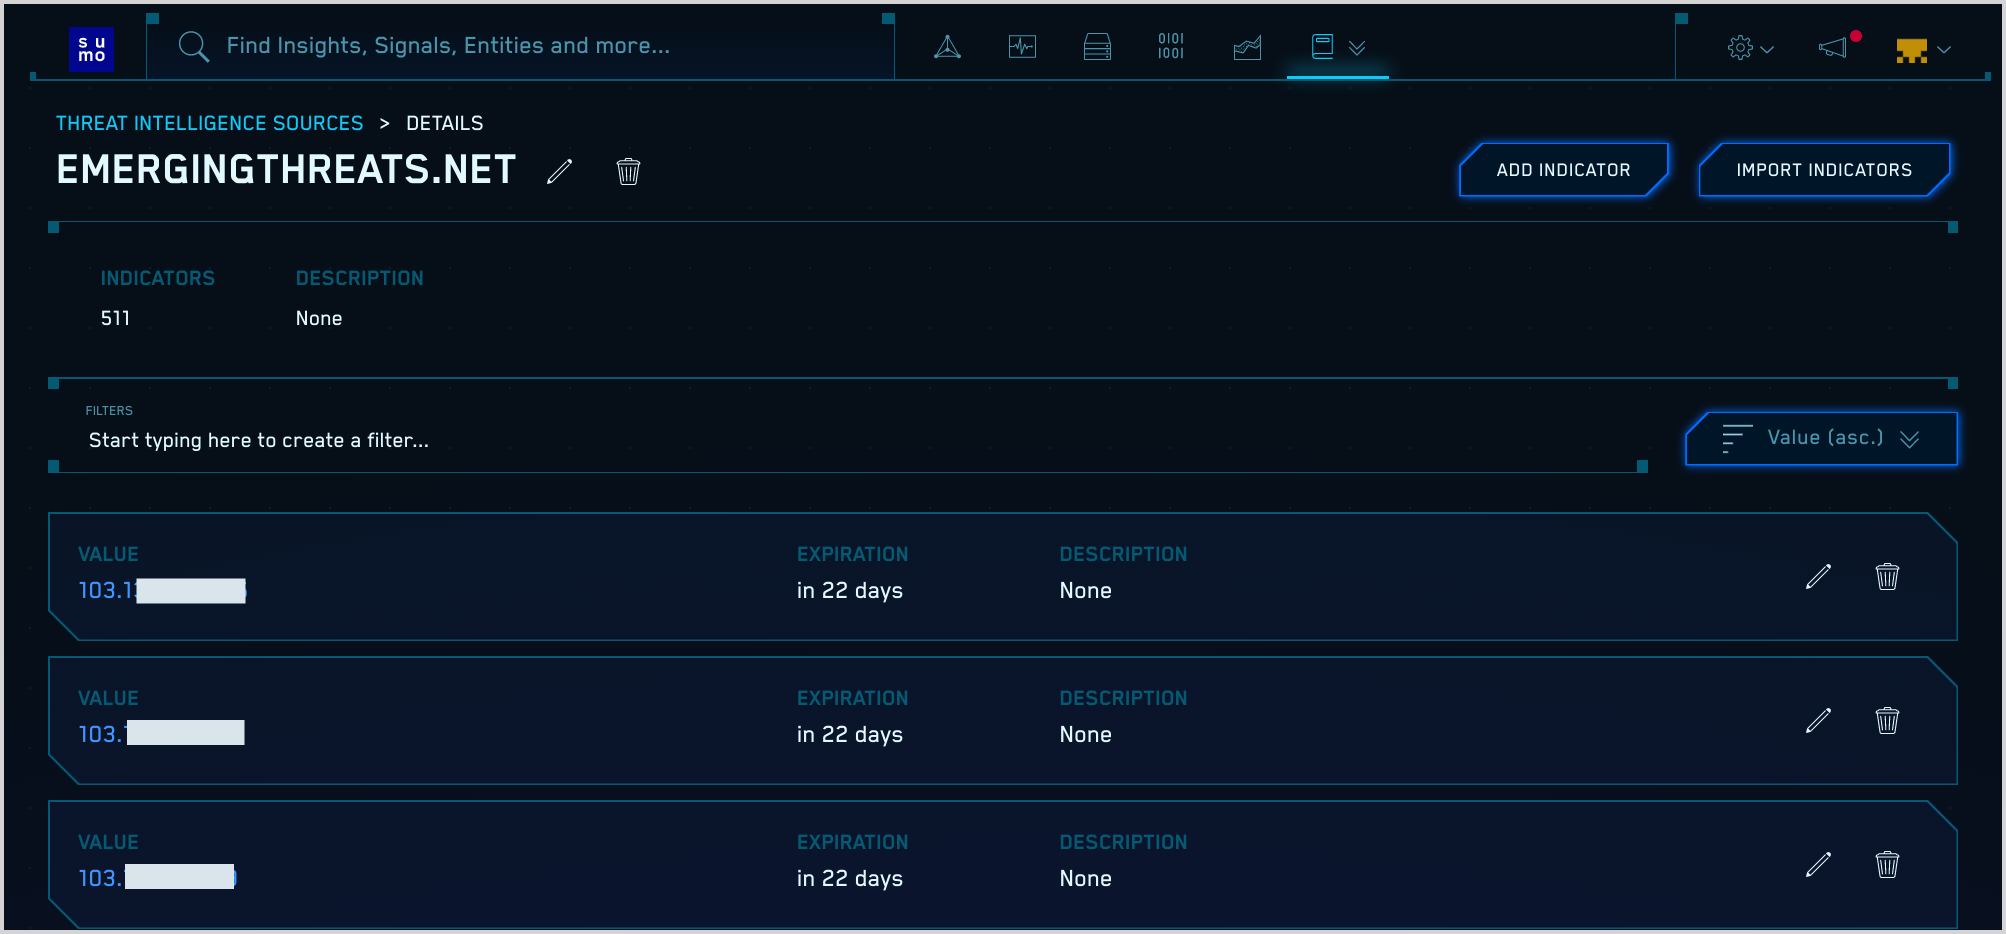 su
mo
Find Insights, Signals, Entities and more...
0101
1001
THREAT INTELLIGENCE SOURCES > DETAILS
EMERGINGTHREATS.NET
ADD INDICATOR
IMPORT INDICATORS
INDICATORS DESCRIPTION
511 None
FILTERS
Start typing here to create a filter...
Value (asc.)
VALUE EXPIRATION DESCRIPTION
103.1 in 22 days None
VALUE EXPIRATION DESCRIPTION
103. in 22 days None
VALUE EXPIRATION DESCRIPTION
103. in 22 days None